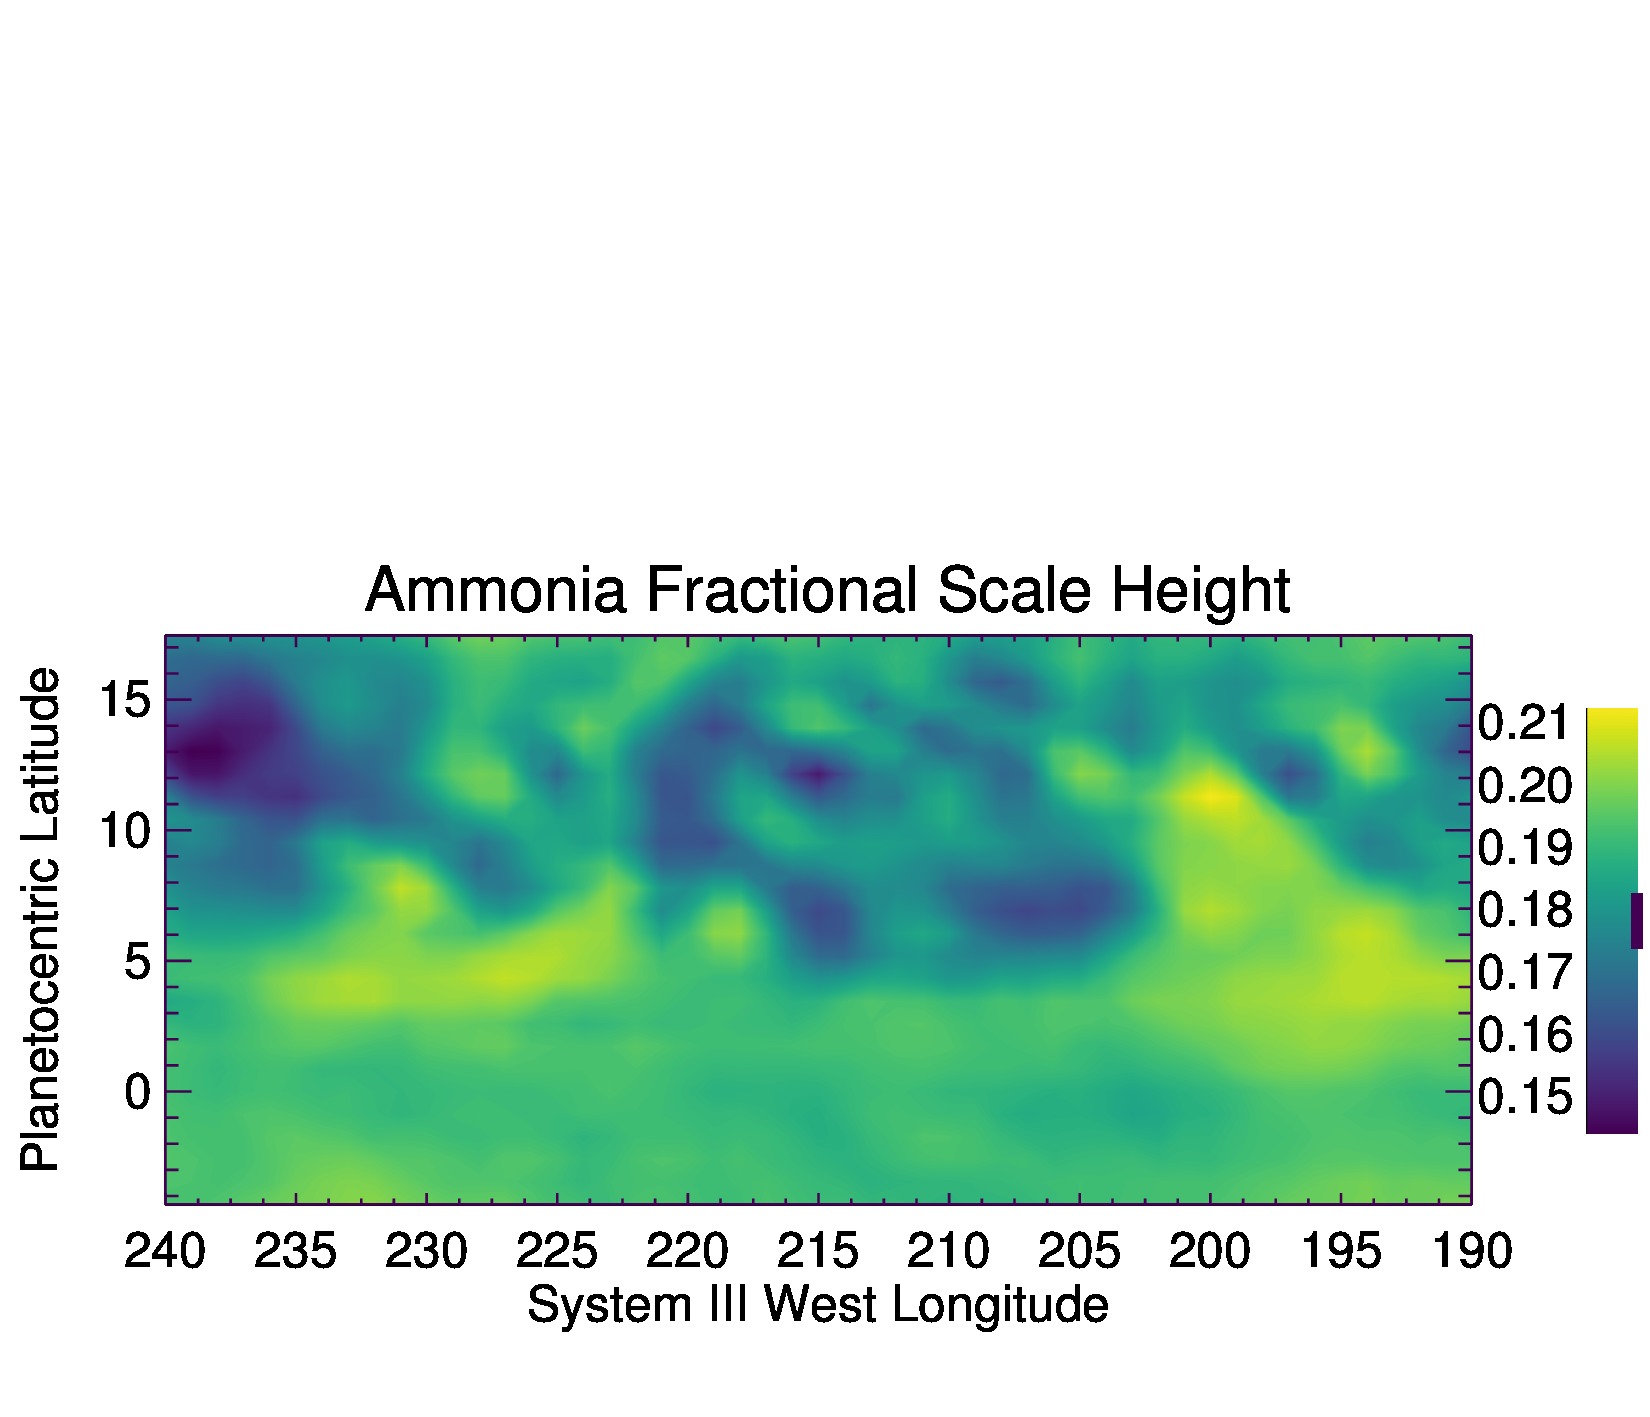 Ammonia Fractional Scale Height
Planetocentric Latitude
15
10
5
0
0.21
0.20
0.19
0.18
0.17
0.16
0.15
240 235 230 225 220 215 210 205 200 195 190
System III West Longitude